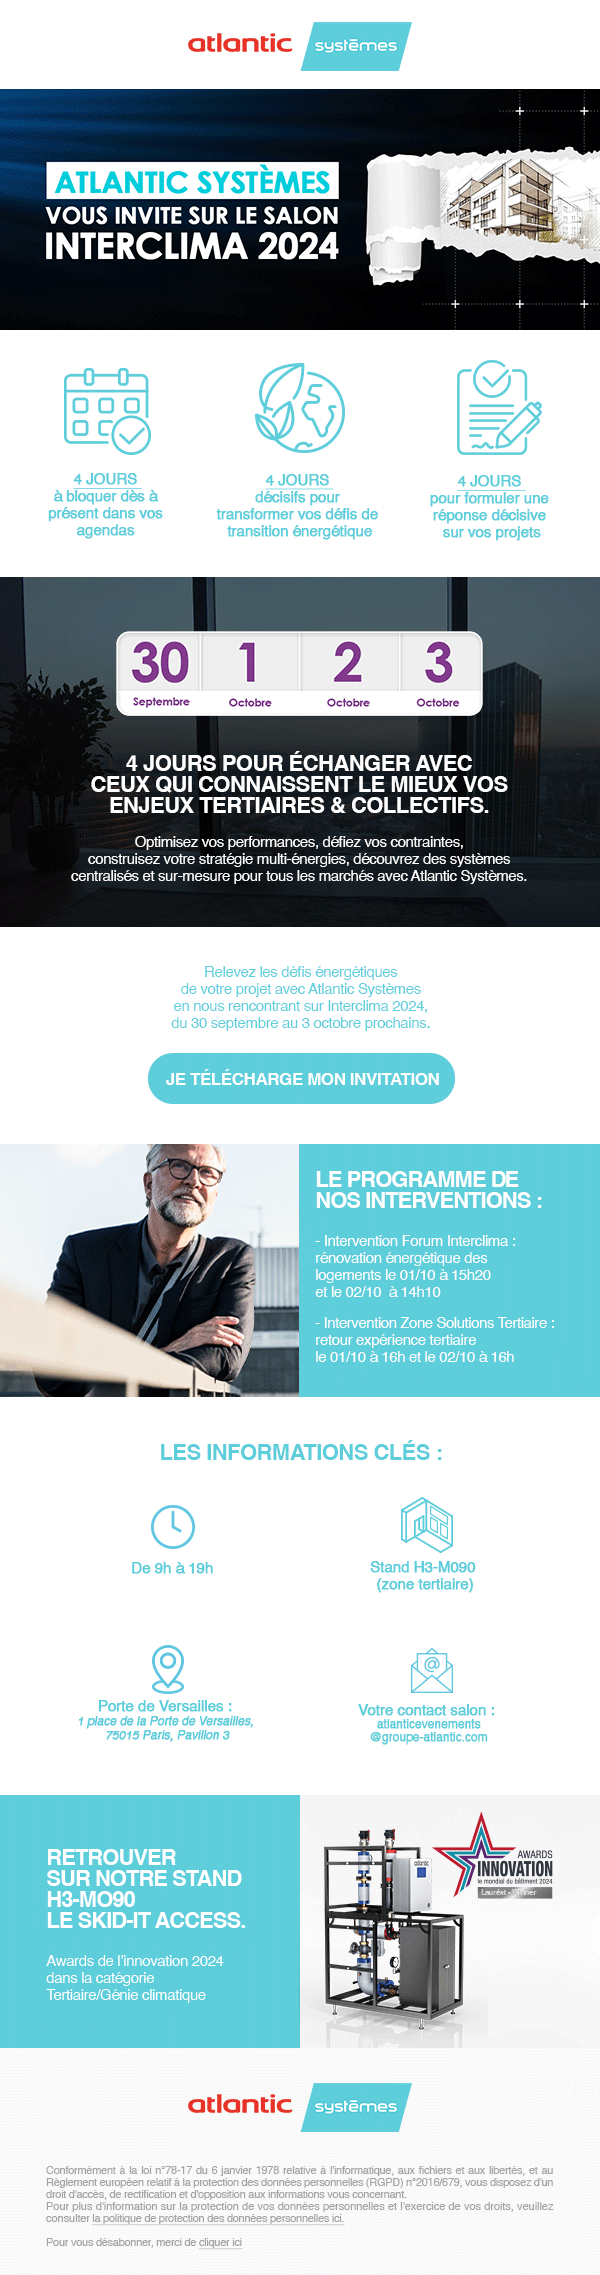 atlantic systèmes
ATLANTIC SYSTÈMES
VOUS INVITE SUR LE SALON
INTERCLIMA 2024
4 JOURS
à bloquer dès à
présent dans vos
agendas
4 JOURS
décisifs pour
transformer vos défis de
transition énergétique
4 JOURS
pour formuler une
réponse décisive
sur vos projets
30 1 2 3
Septembre Octobre Octobre Octobre
4 JOURS POUR ÉCHANGER AVEC
CEUX QUI CONNAISSENT LE MIEUX VOS
ENJEUX TERTIAIRES & COLLECTIFS.
Optimisez vos performances, défiez vos contraintes,
construisez votre stratégie multi-énergies, découvrez des systèmes
centralisés et sur-mesure pour tous les marchés avec Atlantic Systèmes.
Relevez les défis énergétiques
de votre projet avec Atlantic Systèmes
en nous rencontrant sur Interclima 2024,
du 30 septembre au 3 octobre prochains.
JE TÉLÉCHARGE MON INVITATION
LE PROGRAMME DE
NOS INTERVENTIONS :
- Intervention Forum Interclima :
rénovation énergétique des
logements le 01/10 à 15h20
et le 02/10 à 14h10
- Intervention Zone Solutions Tertiaire :
retour expérience tertiaire
le 01/10 à 16h et le 02/10 à 16h
LES INFORMATIONS CLÉS :
De 9h à 19h
Stand H3-M090
(zone tertiaire)
Porte de Versailles :
1 place de la Porte de Versailles,
75015 Paris, Pavillon 3
Votre contact salon :
atlanticevenements
@groupe-atlantic.com
RETROUVER
SUR NOTRE STAND
H3-MO90
LE SKID-IT ACCESS.
Awards de l'innovation 2024
dans la catégorie
Tertiaire/Génie climatique
atlantic
AWARDS
INNOVATION
le mondial du bâtiment 2024
Lauréat - Winner
atlantic systèmes
Conformément à la loi n°78-17 du 6 janvier 1978 relative à l'informatique, aux fichiers et aux libertés, et au
Règlement européen relatif à la protection des données personnelles (RGPD) n°2016/679, vous disposez d'un
droit d'accès, de rectification et d'opposition aux informations vous concernant.
Pour plus d'information sur la protection de vos données personnelles et l'exercice de vos droits, veuillez
consulter la politique de protection des données personnelles ici.
Pour vous désabonner, merci de cliquer ici